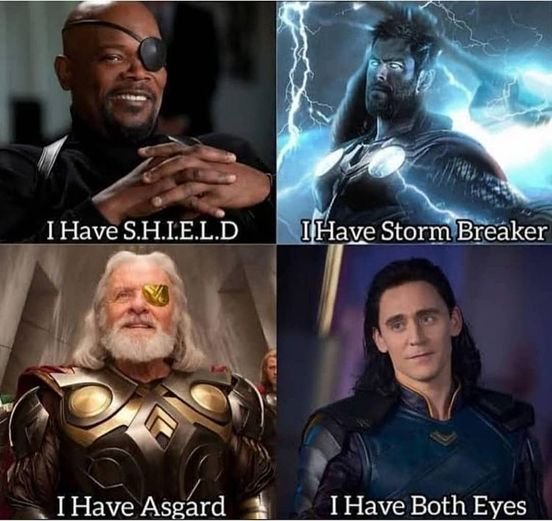 I Have S.H.I.E.L.D
I Have Storm Breaker
I Have Asgard
I Have Both Eyes